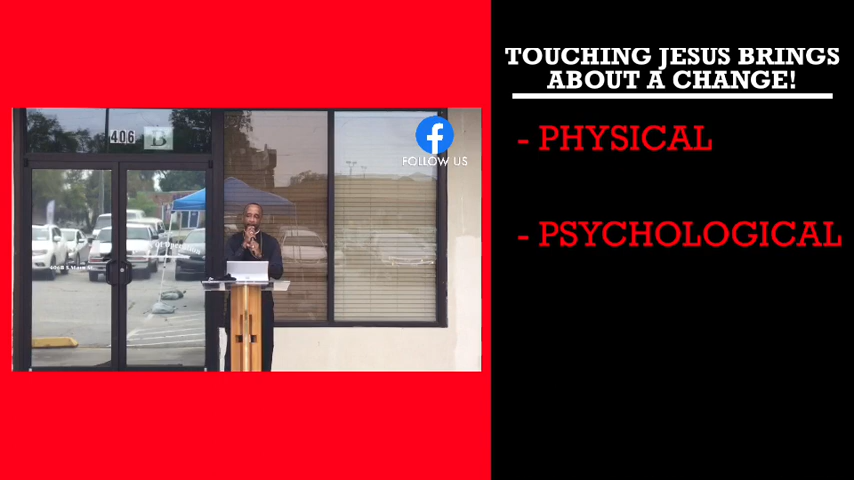 TOUCHING JESUS BRINGS
ABOUT A CHANGE!
- PHYSICAL
- PSYCHOLOGICAL
406 B
FOLLOW US